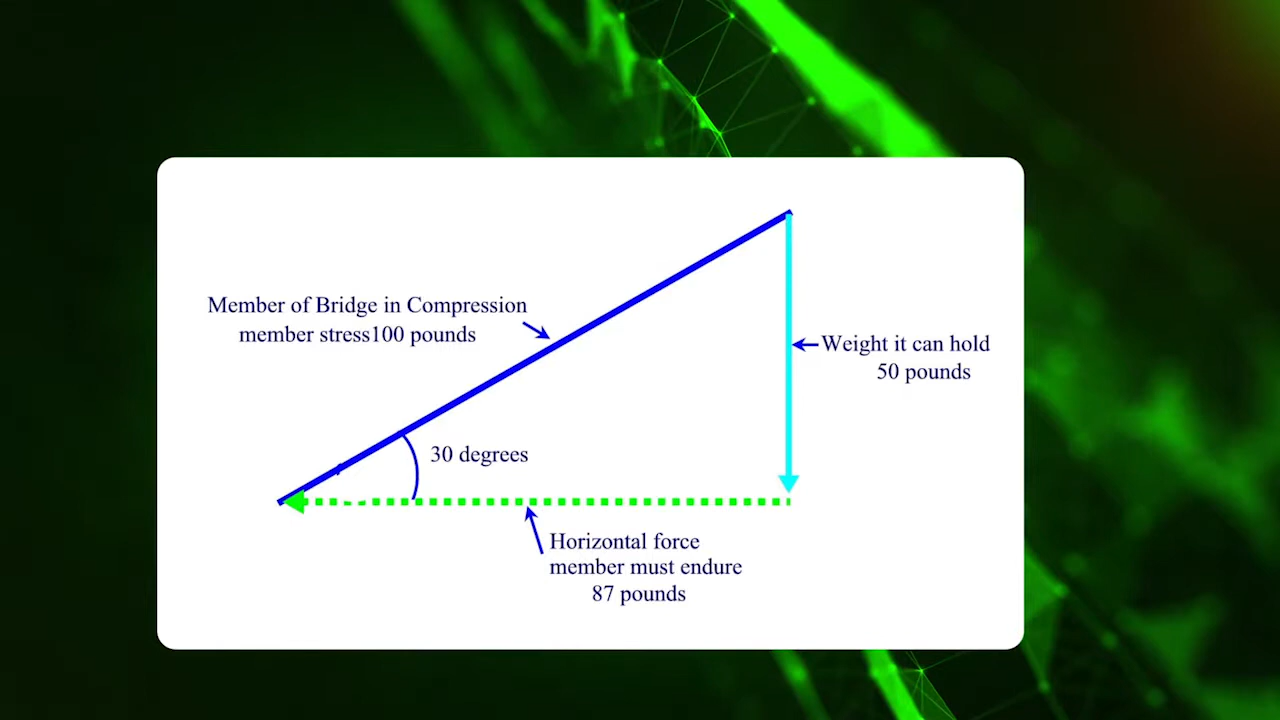 Member of Bridge in Compression
member stress100 pounds
Weight it can hold
50 pounds
30 degrees
Horizontal force
member must endure
87 pounds